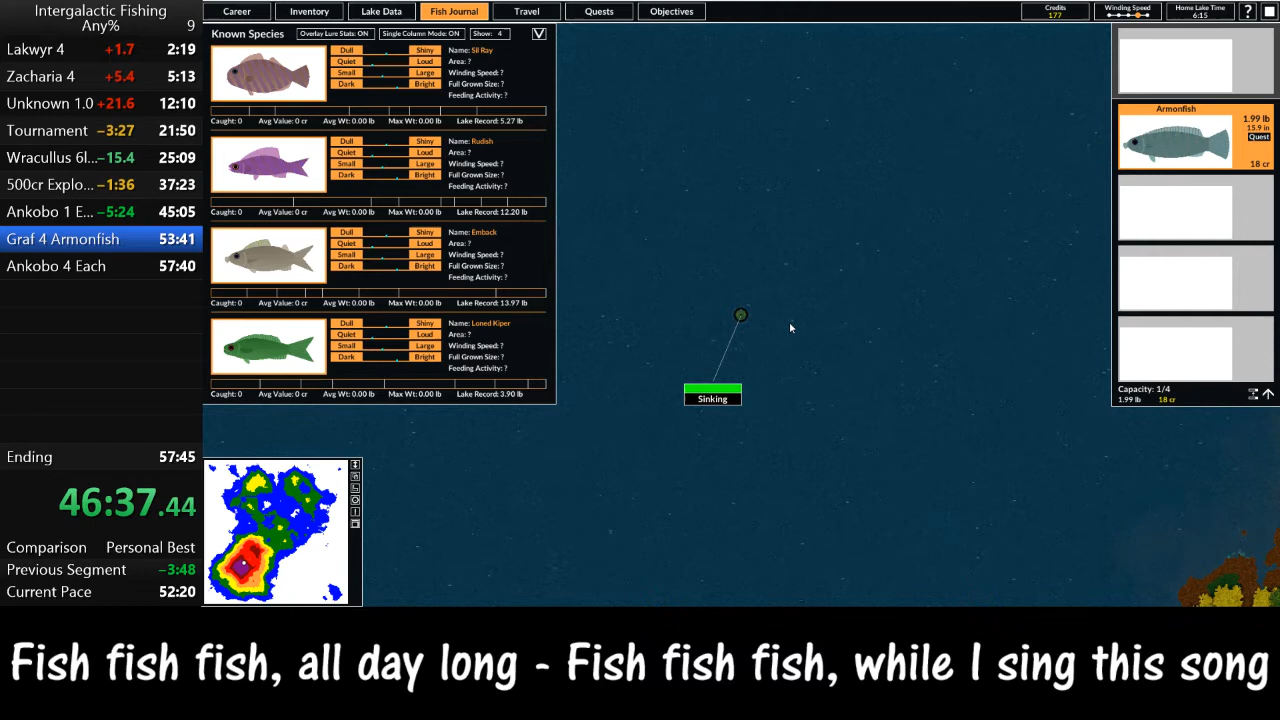 Intergalactic Fishing
Any% 9
Lakwyr 4 +1.7 2:19
Zacharia 4 +5.4 5:13
Unknown 1.0 +21.6 12:10
Tournament −3:27 21:50
Wracullus 6l... −15.4 25:09
500cr Explo... −1:36 37:23
Ankobo 1 E... −5:24 45:05
Graf 4 Armonfish 53:41
Ankobo 4 Each 57:40
Ending 57:45
46:37.44
Comparison Personal Best
Previous Segment −3:48
Current Pace 52:20
Career Inventory Lake Data Fish Journal Travel Quests Objectives
Credits
177
Winding Speed
Home Lake Time
6:15
?
Known Species Overlay Lure Stats: ON Single Column Mode: ON Show: 4 V
Dull Shiny Name: Sil Ray
Quiet Loud Area: ?
Small Large Winding Speed: ?
Dark Bright Full Grown Size: ?
Feeding Activity: ?
Caught: 0 Avg Value: 0 cr Avg Wt: 0.00 lb Max Wt: 0.00 lb Lake Record: 5.27 lb
Dull Shiny Name: Rudish
Quiet Loud Area: ?
Small Large Winding Speed: ?
Dark Bright Full Grown Size: ?
Feeding Activity: ?
Caught: 0 Avg Value: 0 cr Avg Wt: 0.00 lb Max Wt: 0.00 lb Lake Record: 12.20 lb
Dull Shiny Name: Emback
Quiet Loud Area: ?
Small Large Winding Speed: ?
Dark Bright Full Grown Size: ?
Feeding Activity: ?
Caught: 0 Avg Value: 0 cr Avg Wt: 0.00 lb Max Wt: 0.00 lb Lake Record: 13.97 lb
Dull Shiny Name: Loned Kiper
Quiet Loud Area: ?
Small Large Winding Speed: ?
Dark Bright Full Grown Size: ?
Feeding Activity: ?
Caught: 0 Avg Value: 0 cr Avg Wt: 0.00 lb Max Wt: 0.00 lb Lake Record: 3.90 lb
Sinking
Armonfish
1.99 lb
15.9 in
Quest
18 cr
Capacity: 1/4
1.99 lb 18 cr
Fish fish fish, all day long - Fish fish fish, while I sing this song